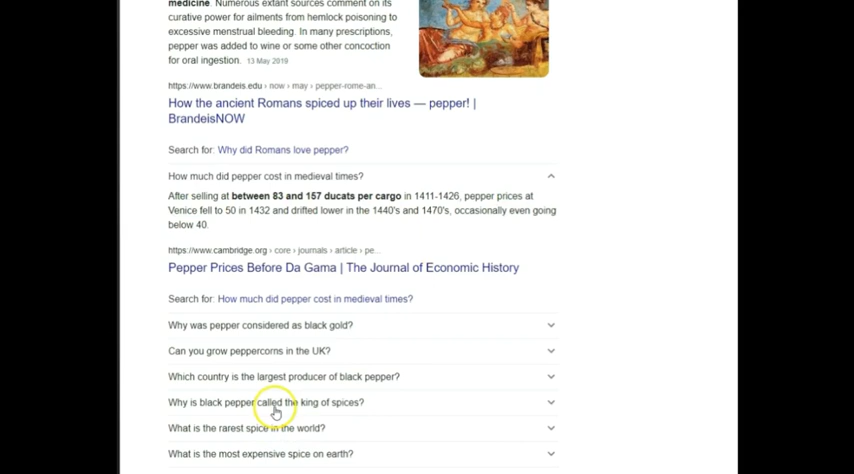 medicine. Numerous extant sources comment on its
curative power for ailments from hemlock poisoning to
excessive menstrual bleeding. In many prescriptions,
pepper was added to wine or some other concoction
for oral ingestion. 13 May 2019
https://www.brandeis.edu › now › may › pepper-rome-an...
How the ancient Romans spiced up their lives — pepper! |
BrandeisNOW
Search for: Why did Romans love pepper?
How much did pepper cost in medieval times?
After selling at between 83 and 157 ducats per cargo in 1411-1426, pepper prices at
Venice fell to 50 in 1432 and drifted lower in the 1440's and 1470's, occasionally even going
below 40.
https://www.cambridge.org › core › journals › article › pe...
Pepper Prices Before Da Gama | The Journal of Economic History
Search for: How much did pepper cost in medieval times?
Why was pepper considered as black gold?
Can you grow peppercorns in the UK?
Which country is the largest producer of black pepper?
Why is black pepper called the king of spices?
What is the rarest spice in the world?
What is the most expensive spice on earth?